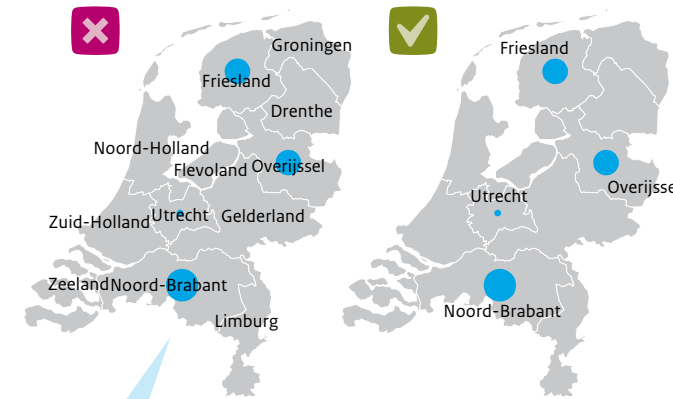 Groningen
Friesland
Drenthe
Noord-Holland
Flevoland
Overijssel
Zuid-Holland
Utrecht
Gelderland
Zeeland
Noord-Brabant
Limburg
Friesland
Utrecht
Overijsse
Noord-Brabant